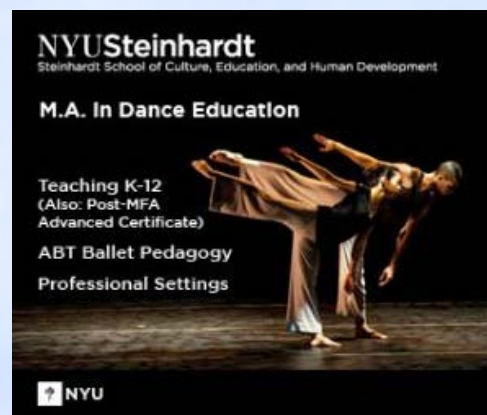 NYUSteinhardt
Steinhardt School of Culture, Education, and Human Development
M.A. in Dance Education
Teaching K-12
(Also: Post-MFA
Advanced Certificate)
ABT Ballet Pedagogy
Professional Settings
NYU